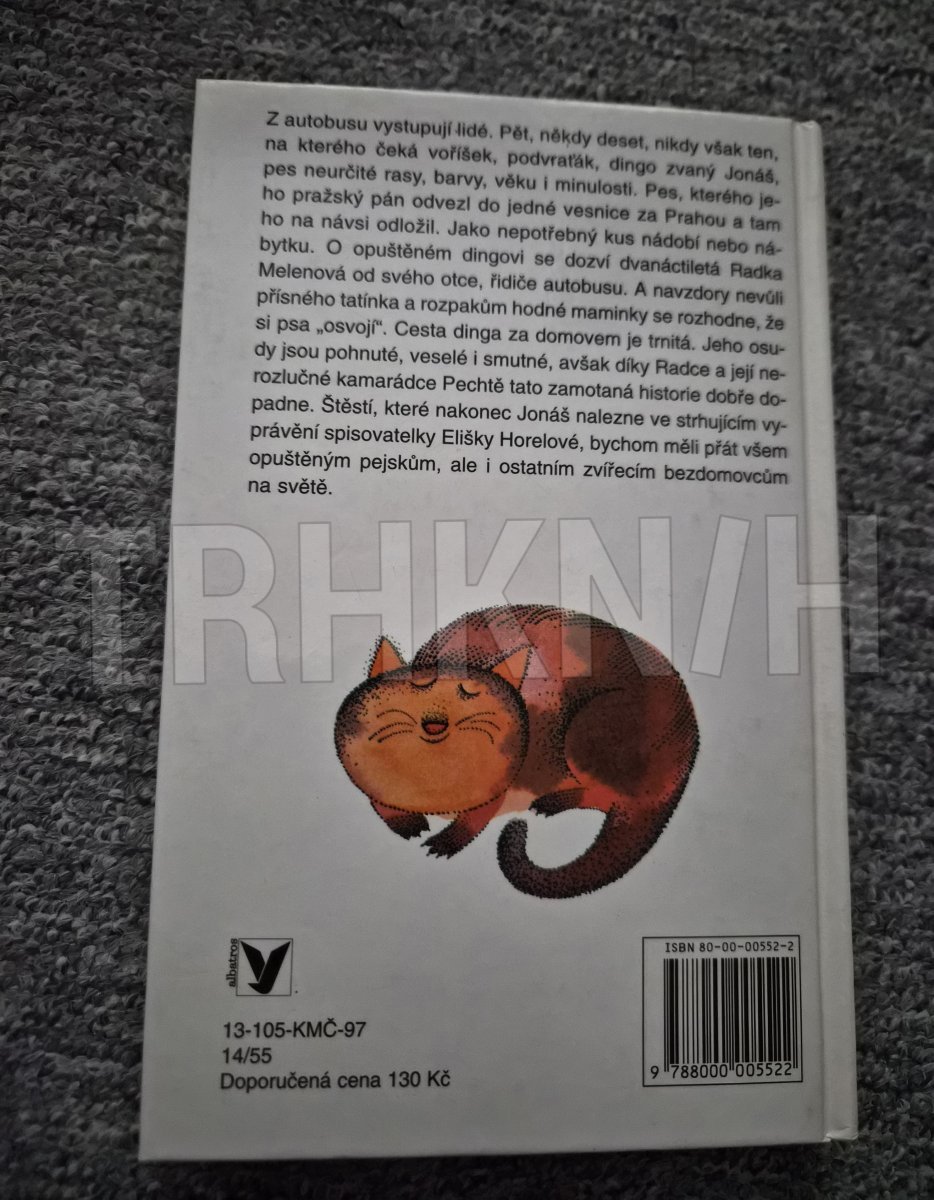 Z autobusu vystupují lidé. Pět, někdy deset, nikdy však ten,
na kterého čeká voříšek, podvraťák, dingo zvaný Jonáš,
pes neurčité rasy, barvy, věku i minulosti. Pes, kterého je-
ho pražský pán odvezl do jedné vesnice za Prahou a tam
ho na návsi odložil. Jako nepotřebný kus nádobí nebo ná-
bytku. O opuštěném dingovi se dozví dvanáctiletá Radka
Melenová od svého otce, řidiče autobusu. A navzdory nevůli
přísného tatínka a rozpakům hodné maminky se rozhodne, že
si psa „osvojí“. Cesta dinga za domovem je trnitá. Jeho osu-
dy jsou pohnuté, veselé i smutné, avšak díky Radce a její ne-
rozlučné kamarádce Pechtě tato zamotaná historie dobře do-
padne. Štěstí, které nakonec Jonáš nalezne ve strhujícím vy-
právění spisovatelky Elišky Horelové, bychom měli přát všem
opuštěným pejskům, ale i ostatním zvířecím bezdomovcům
na světě.
TRHKN/H
albatros
13-105-KMČ-97
14/55
Doporučená cena 130 Kč
ISBN 80-00-00552-2
9 788000 005522